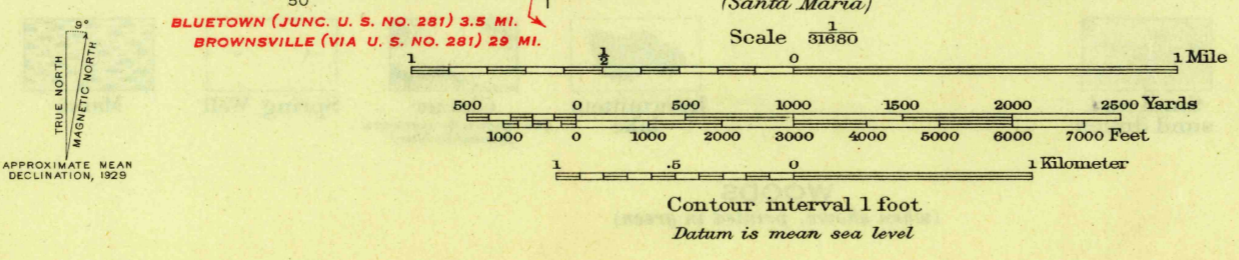 50
(Santa Maria)
BLUETOWN (JUNC. U. S. NO. 281) 3.5 MI.
BROWNSVILLE (VIA U. S. NO. 281) 29 MI.
Scale 1/31680
9°
TRUE NORTH
MAGNETIC NORTH
APPROXIMATE MEAN
DECLINATION, 1929
1 ½ 0 1 Mile
500 0 500 1000 1500 2000 2500 Yards
1000 0 1000 2000 3000 4000 5000 6000 7000 Feet
1 .5 0 1 Kilometer
Contour interval 1 foot
Datum is mean sea level